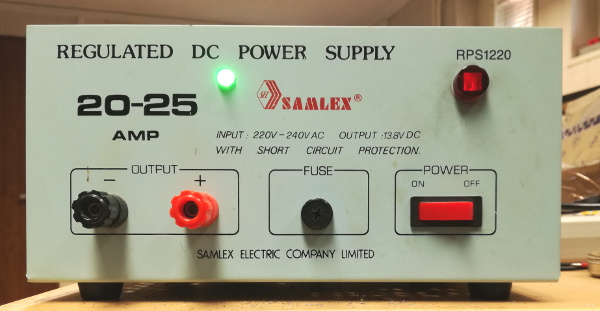 REGULATED DC POWER SUPPLY
RPS1220
20-25
AMP
SEC SAMLEX®
INPUT: 220V-240V AC OUTPUT: 13.8V DC
WITH SHORT CIRCUIT PROTECTION.
OUTPUT
- +
FUSE
POWER
ON OFF
SAMLEX ELECTRIC COMPANY LIMITED